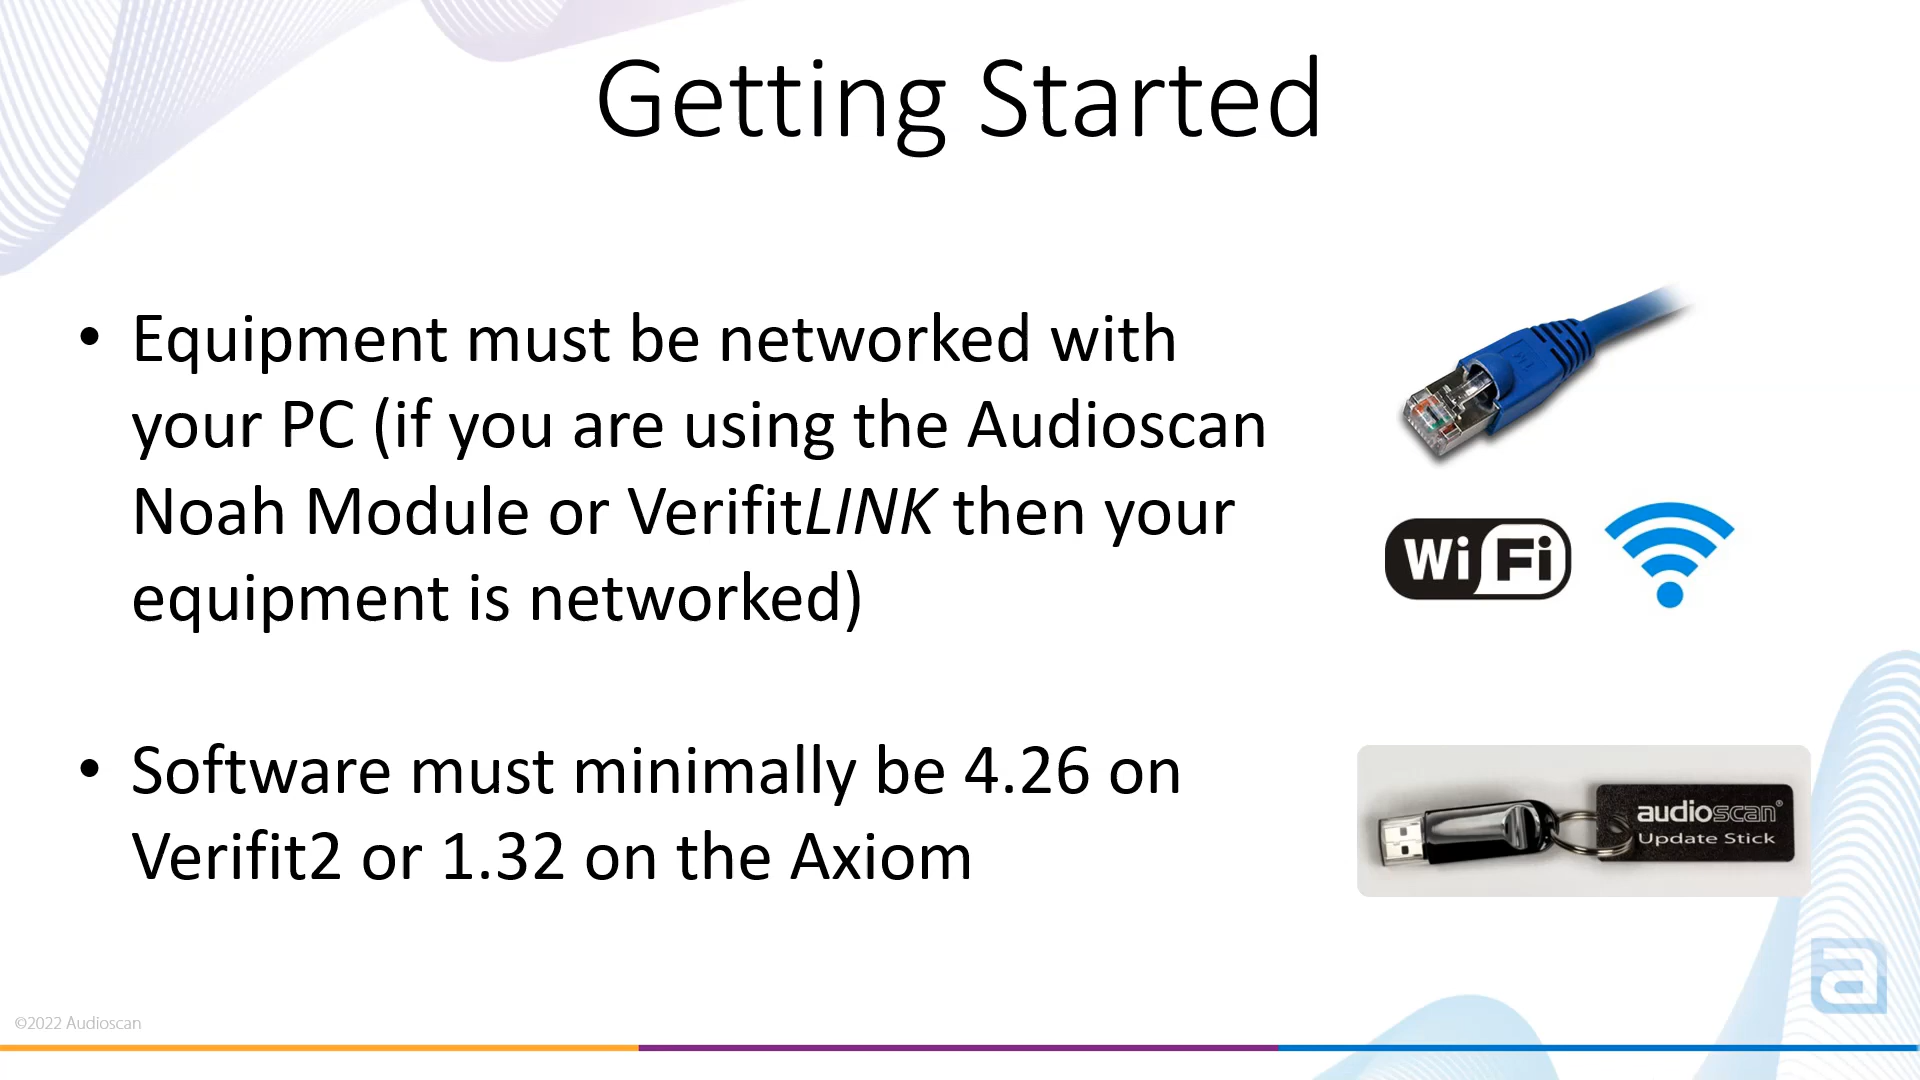 Getting Started
• Equipment must be networked with
your PC (if you are using the Audioscan
Noah Module or VerifitLINK then your
equipment is networked)
Wi Fi
• Software must minimally be 4.26 on
Verifit2 or 1.32 on the Axiom
audioscan®
Update Stick
a
©2022 Audioscan